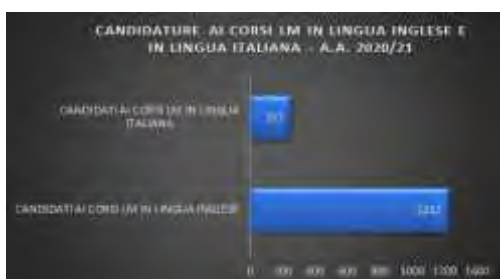 CANDIDATURE AI CORSI LM IN LINGUA INGLESE E
IN LINGUA ITALIANA - A.A. 2020/21
CANDIDATI AI CORSI LM IN LINGUA
ITALIANA
CANDIDATI AI CORSI LM IN LINGUA INGLESE
0 200 400 600 800 1000 1200 1400